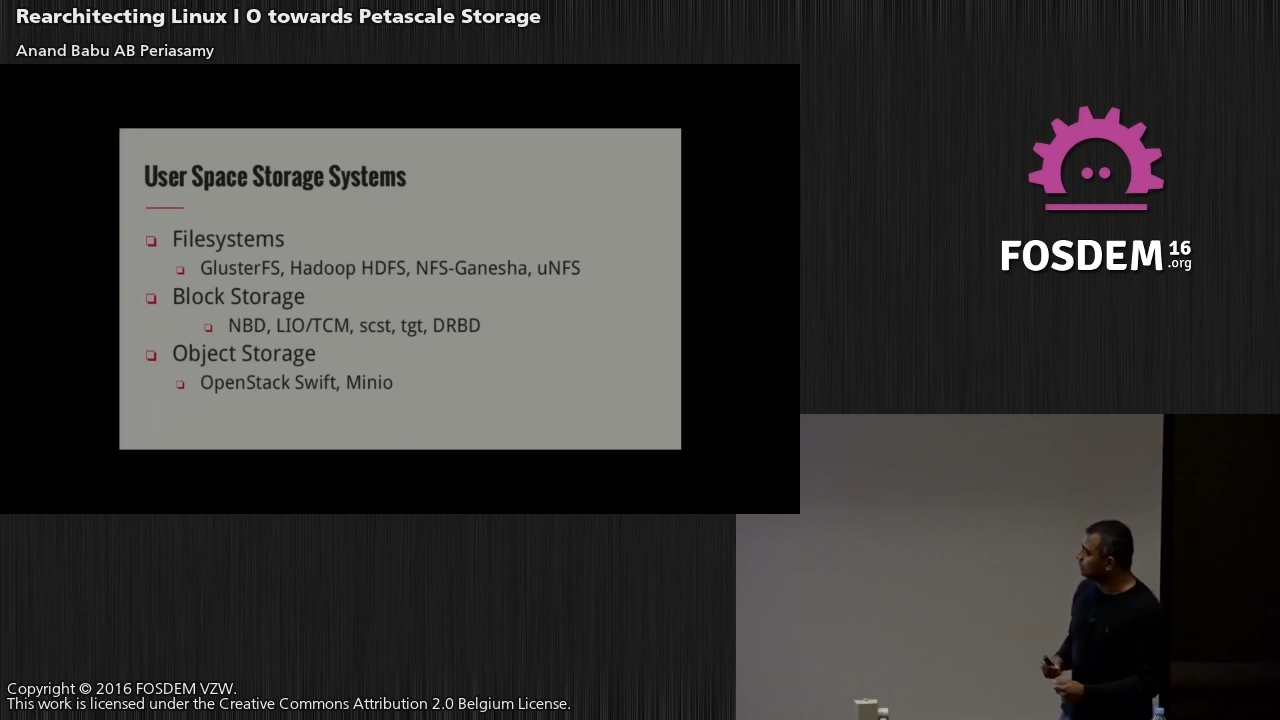 Rearchitecting Linux I O towards Petascale Storage
Anand Babu AB Periasamy
User Space Storage Systems
Filesystems
GlusterFS, Hadoop HDFS, NFS-Ganesha, uNFS
Block Storage
NBD, LIO/TCM, scst, tgt, DRBD
Object Storage
OpenStack Swift, Minio
FOSDEM 16 .org
Copyright © 2016 FOSDEM VZW.
This work is licensed under the Creative Commons Attribution 2.0 Belgium License.